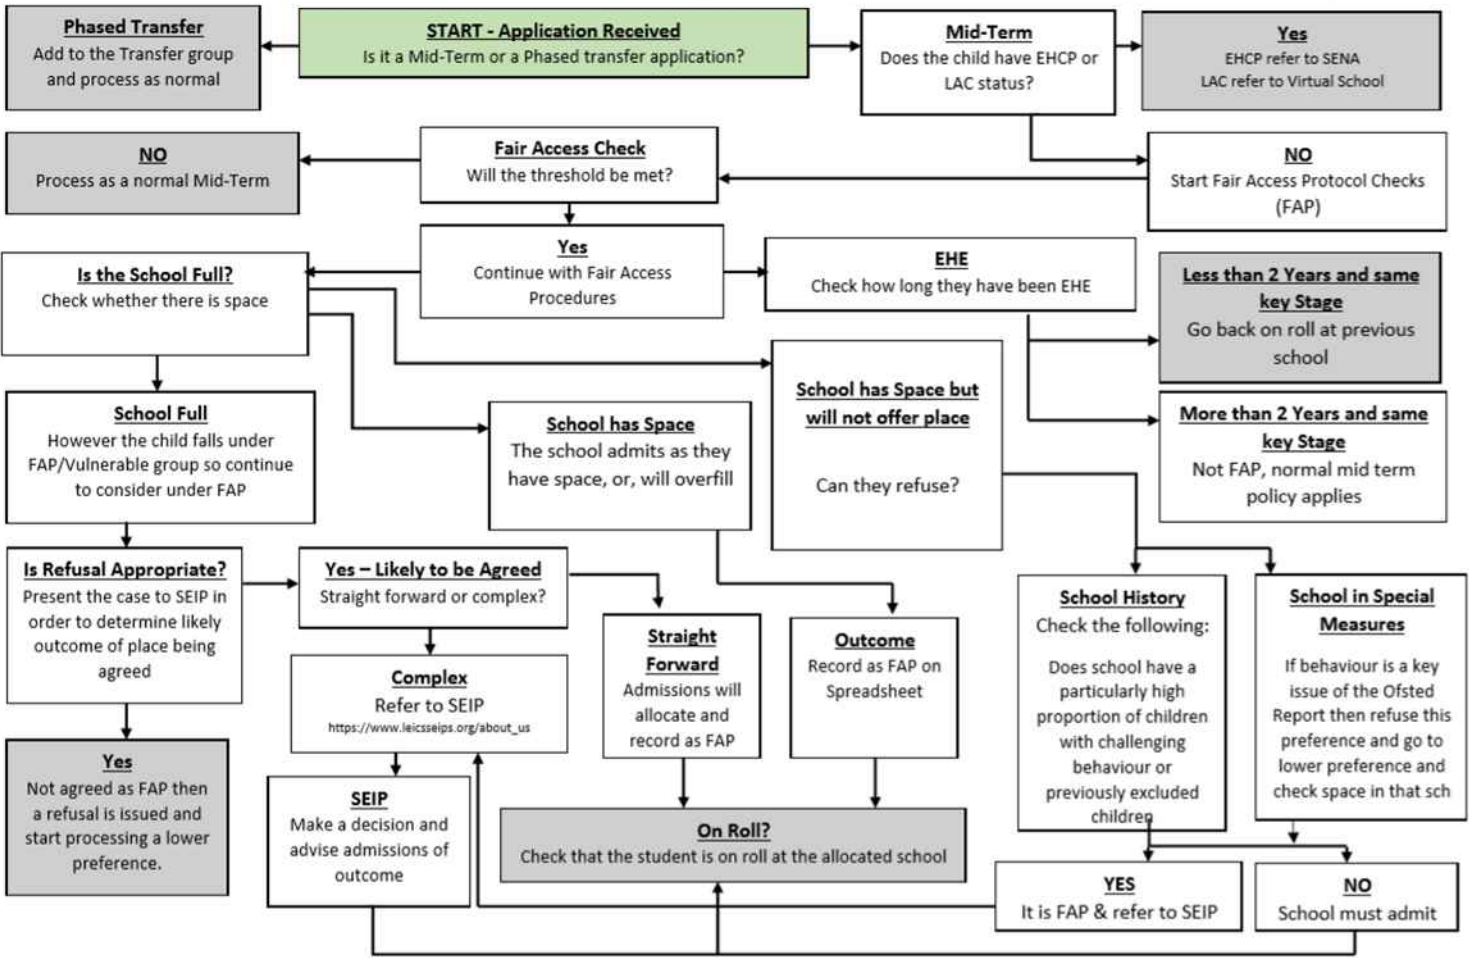 Phased Transfer
Add to the Transfer group
and process as normal
START - Application Received
Is it a Mid-Term or a Phased transfer application?
Mid-Term
Does the child have EHCP or
LAC status?
Yes
EHCP refer to SENA
LAC refer to Virtual School
NO
Process as a normal Mid-Term
Fair Access Check
Will the threshold be met?
NO
Start Fair Access Protocol Checks
(FAP)
Is the School Full?
Check whether there is space
Yes
Continue with Fair Access
Procedures
EHE
Check how long they have been EHE
Less than 2 Years and same
key Stage
Go back on roll at previous
school
School Full
However the child falls under
FAP/Vulnerable group so continue
to consider under FAP
School has Space
The school admits as they
have space, or, will overfill
School has Space but
will not offer place
Can they refuse?
More than 2 Years and same
key Stage
Not FAP, normal mid term
policy applies
Is Refusal Appropriate?
Present the case to SEIP in
order to determine likely
outcome of place being
agreed
Yes – Likely to be Agreed
Straight forward or complex?
Complex
Refer to SEIP
https://www.leicsseips.org/about_us
Straight
Forward
Admissions will
allocate and
record as FAP
Outcome
Record as FAP on
Spreadsheet
School History
Check the following:
Does school have a
particularly high
proportion of children
with challenging
behaviour or
previously excluded
children
School in Special
Measures
If behaviour is a key
issue of the Ofsted
Report then refuse this
preference and go to
lower preference and
check space in that sch
Yes
Not agreed as FAP then
a refusal is issued and
start processing a lower
preference.
SEIP
Make a decision and
advise admissions of
outcome
On Roll?
Check that the student is on roll at the allocated school
YES
It is FAP & refer to SEIP
NO
School must admit